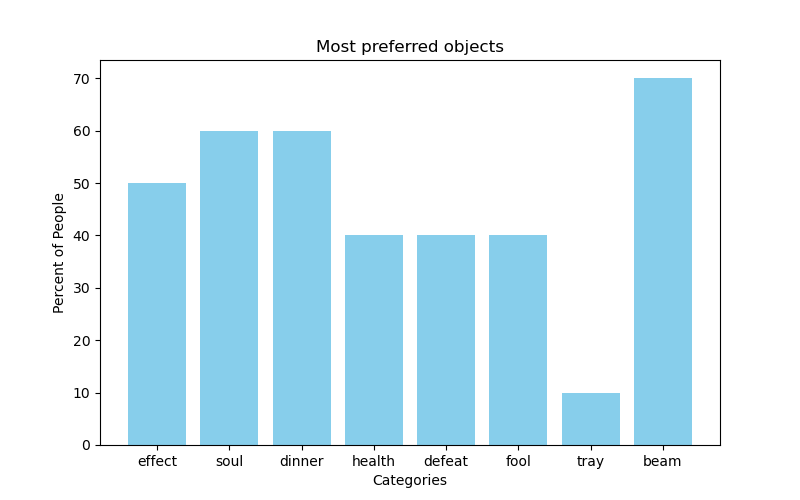 Most preferred objects
Percent of People
70
60
50
40
30
20
10
0
effect soul dinner health defeat fool tray beam
Categories